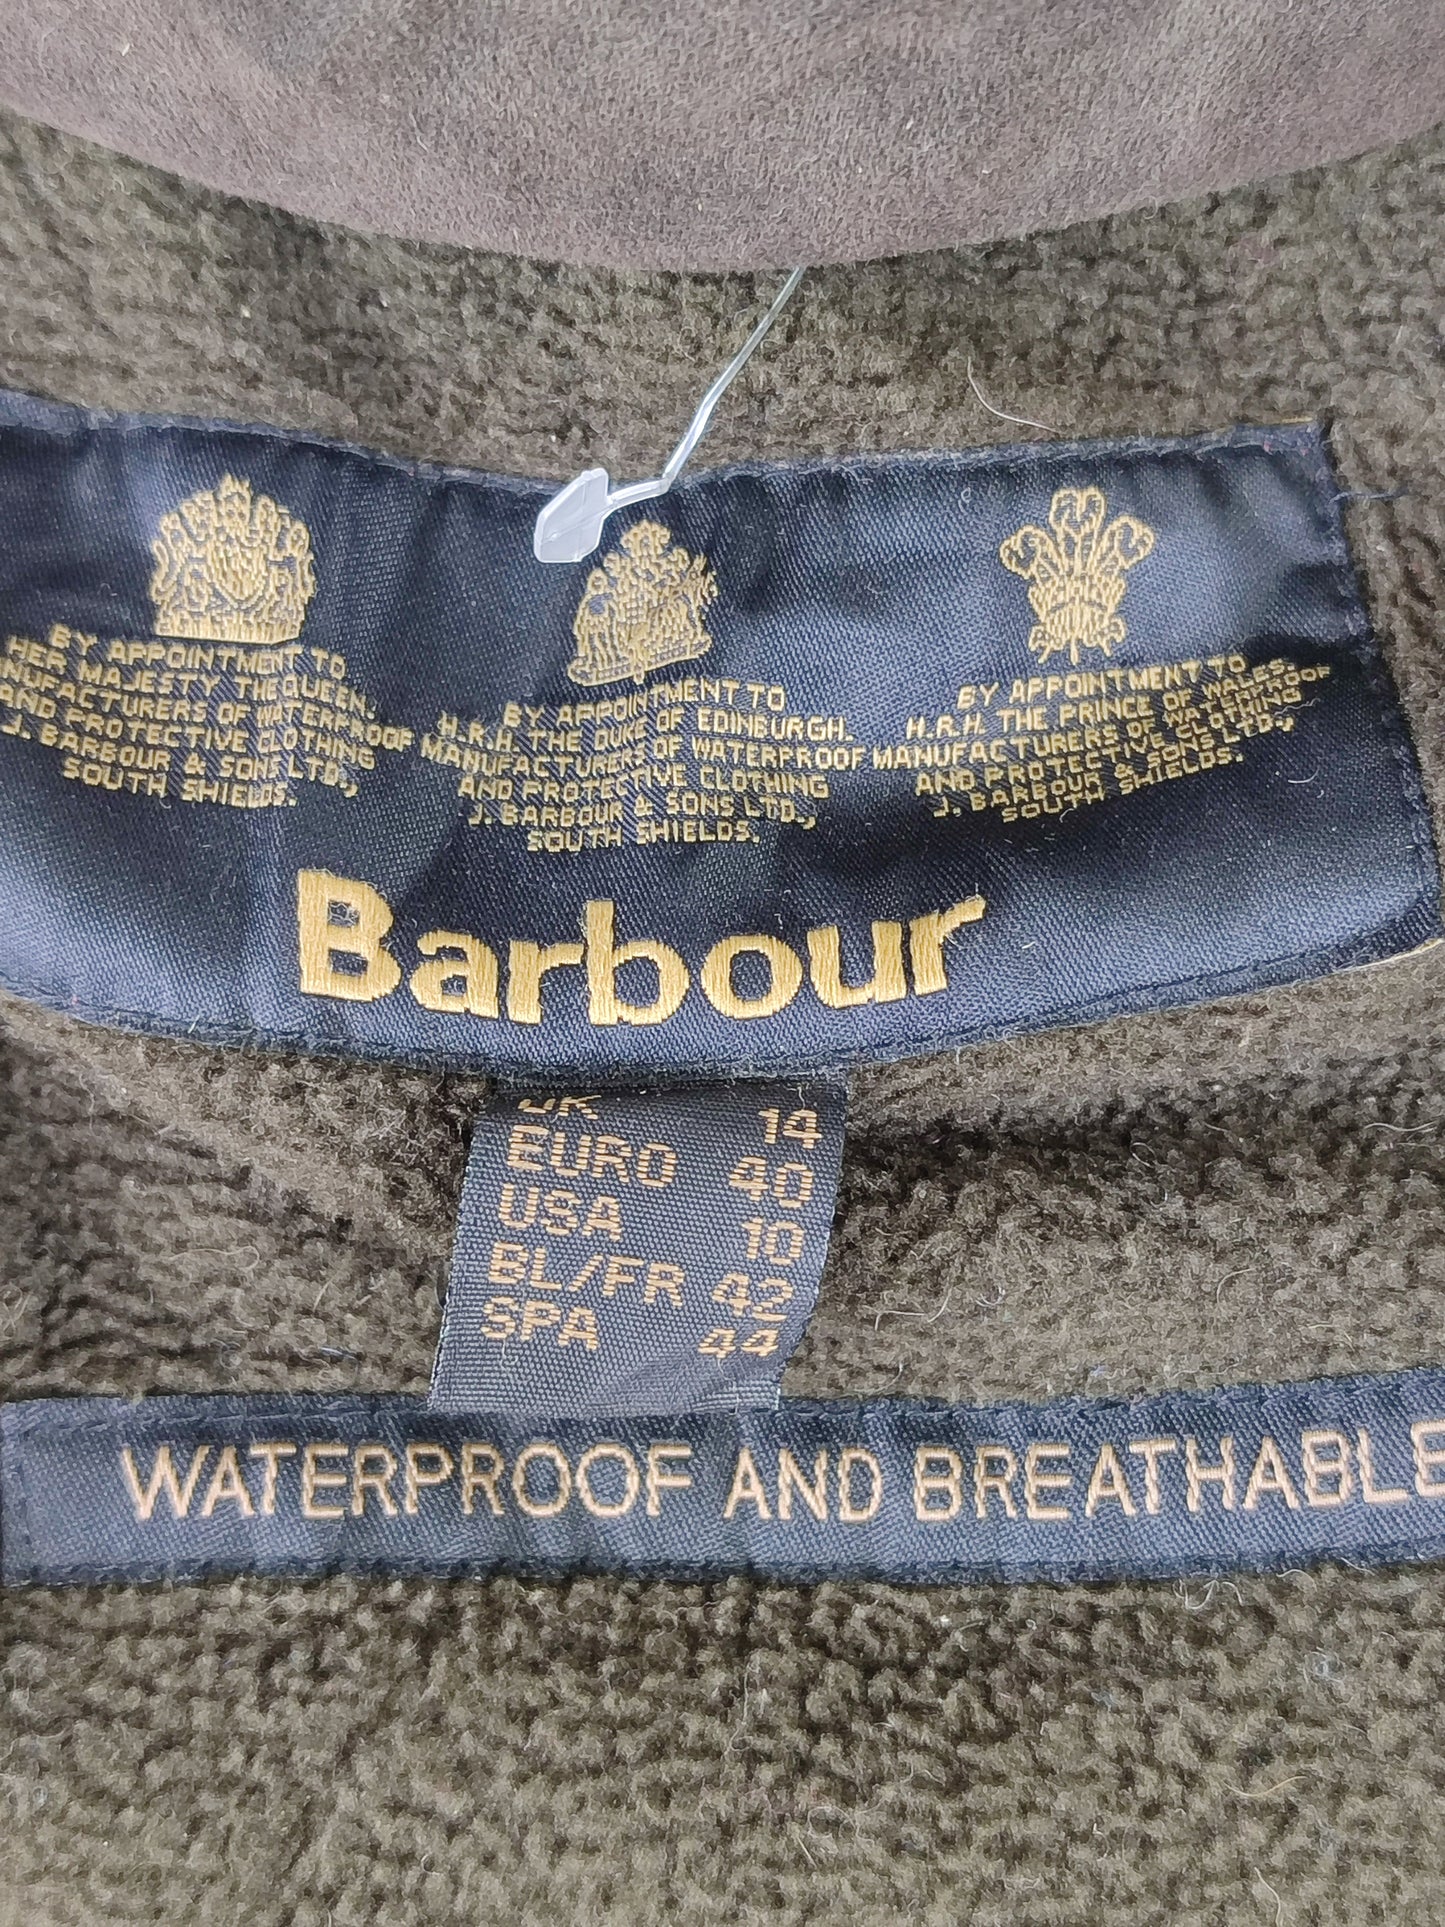 BY APPOINTMENT TO
HER MAJESTY THE QUEEN.
MANUFACTURERS OF WATERPROOF
AND PROTECTIVE CLOTHING
J. BARBOUR & SONS LTD.,
SOUTH SHIELDS.
BY APPOINTMENT TO
H.R.H. THE DUKE OF EDINBURGH.
MANUFACTURERS OF WATERPROOF
AND PROTECTIVE CLOTHING
J. BARBOUR & SONS LTD.,
SOUTH SHIELDS.
BY APPOINTMENT TO
H.R.H. THE PRINCE OF WALES.
MANUFACTURERS OF WATERPROOF
AND PROTECTIVE CLOTHING
J. BARBOUR & SONS LTD.,
SOUTH SHIELDS.
Barbour
UK 14
EURO 40
USA 10
BL/FR 42
SPA 44
WATERPROOF AND BREATHABLE